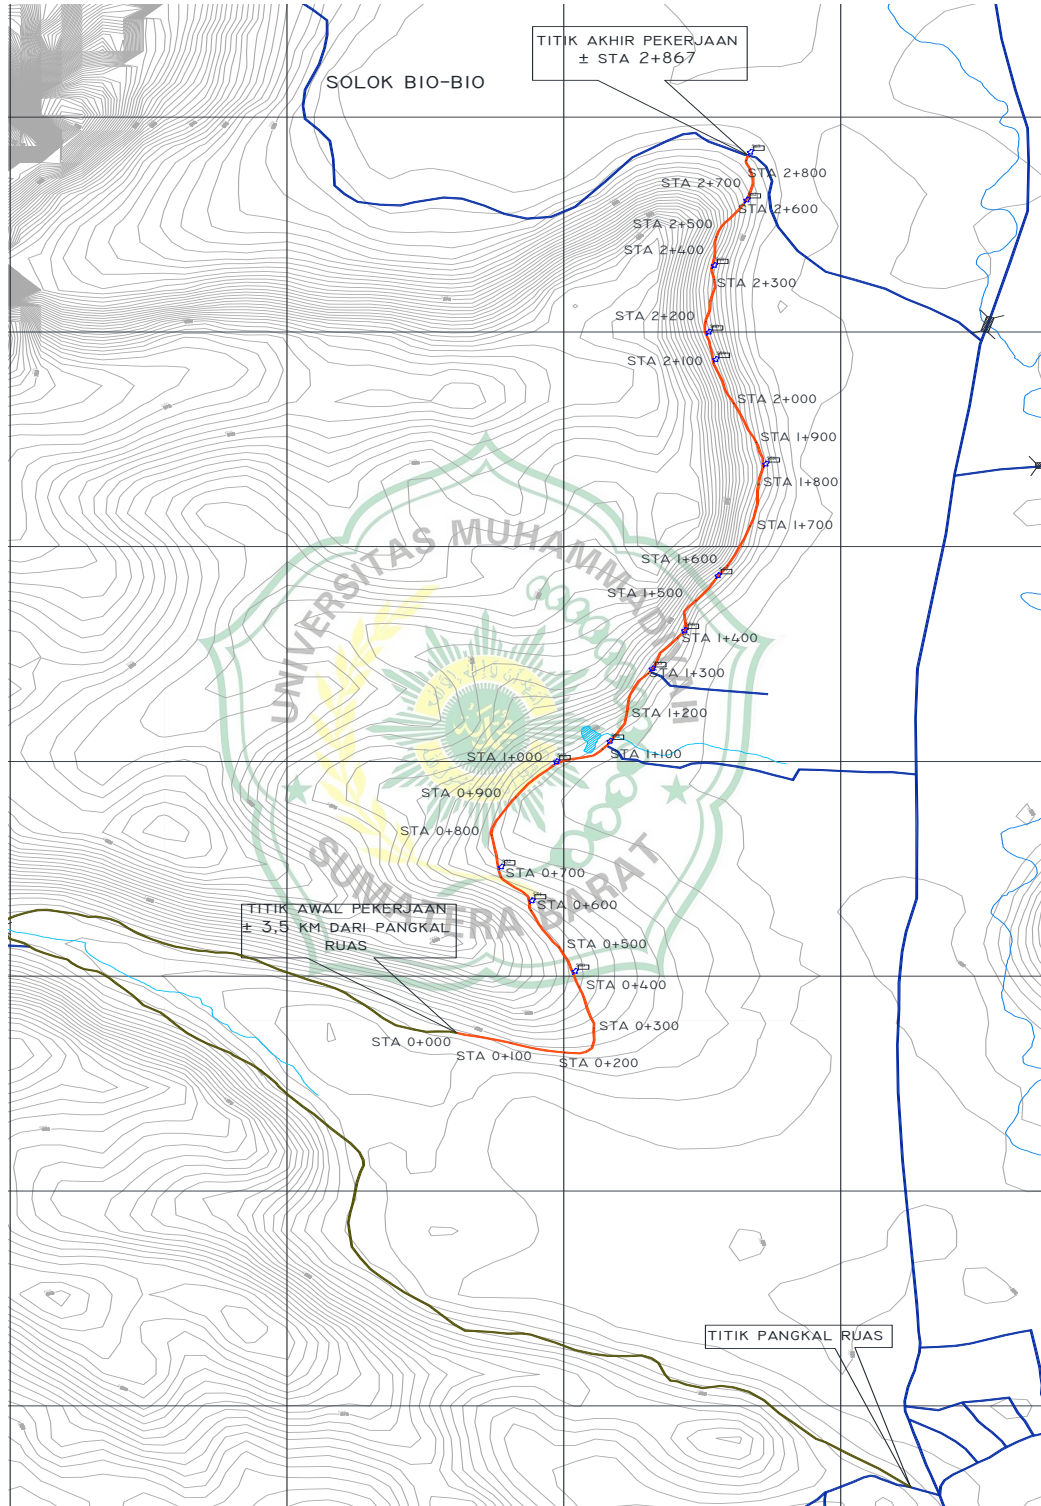 TITIK AKHIR PEKERJAAN
± STA 2+867
SOLOK BIO-BIO
STA 2+800
STA 2+700
STA 2+600
STA 2+500
STA 2+400
STA 2+300
STA 2+200
STA 2+100
STA 2+000
STA 1+900
STA 1+800
STA 1+700
STA 1+600
STA 1+500
STA 1+400
STA 1+300
STA 1+200
STA 1+100
STA 1+000
STA 0+900
STA 0+800
STA 0+700
STA 0+600
STA 0+500
STA 0+400
STA 0+300
STA 0+200
STA 0+100
STA 0+000
TITIK AWAL PEKERJAAN
± 3,5 KM DARI PANGKAL
RUAS
TITIK PANGKAL RUAS
UNIVERSITAS MUHAMMADIYAH
SUMATERA BARAT